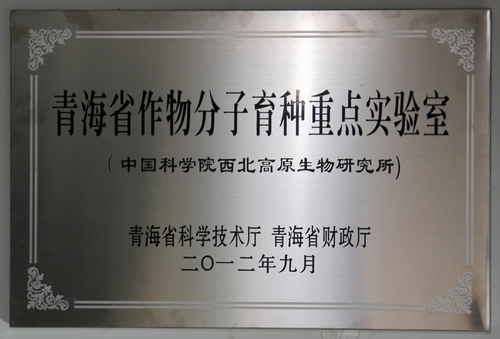 青海省作物分子育种重点实验室
(中国科学院西北高原生物研究所)
青海省科学技术厅 青海省财政厅
二〇一二年九月